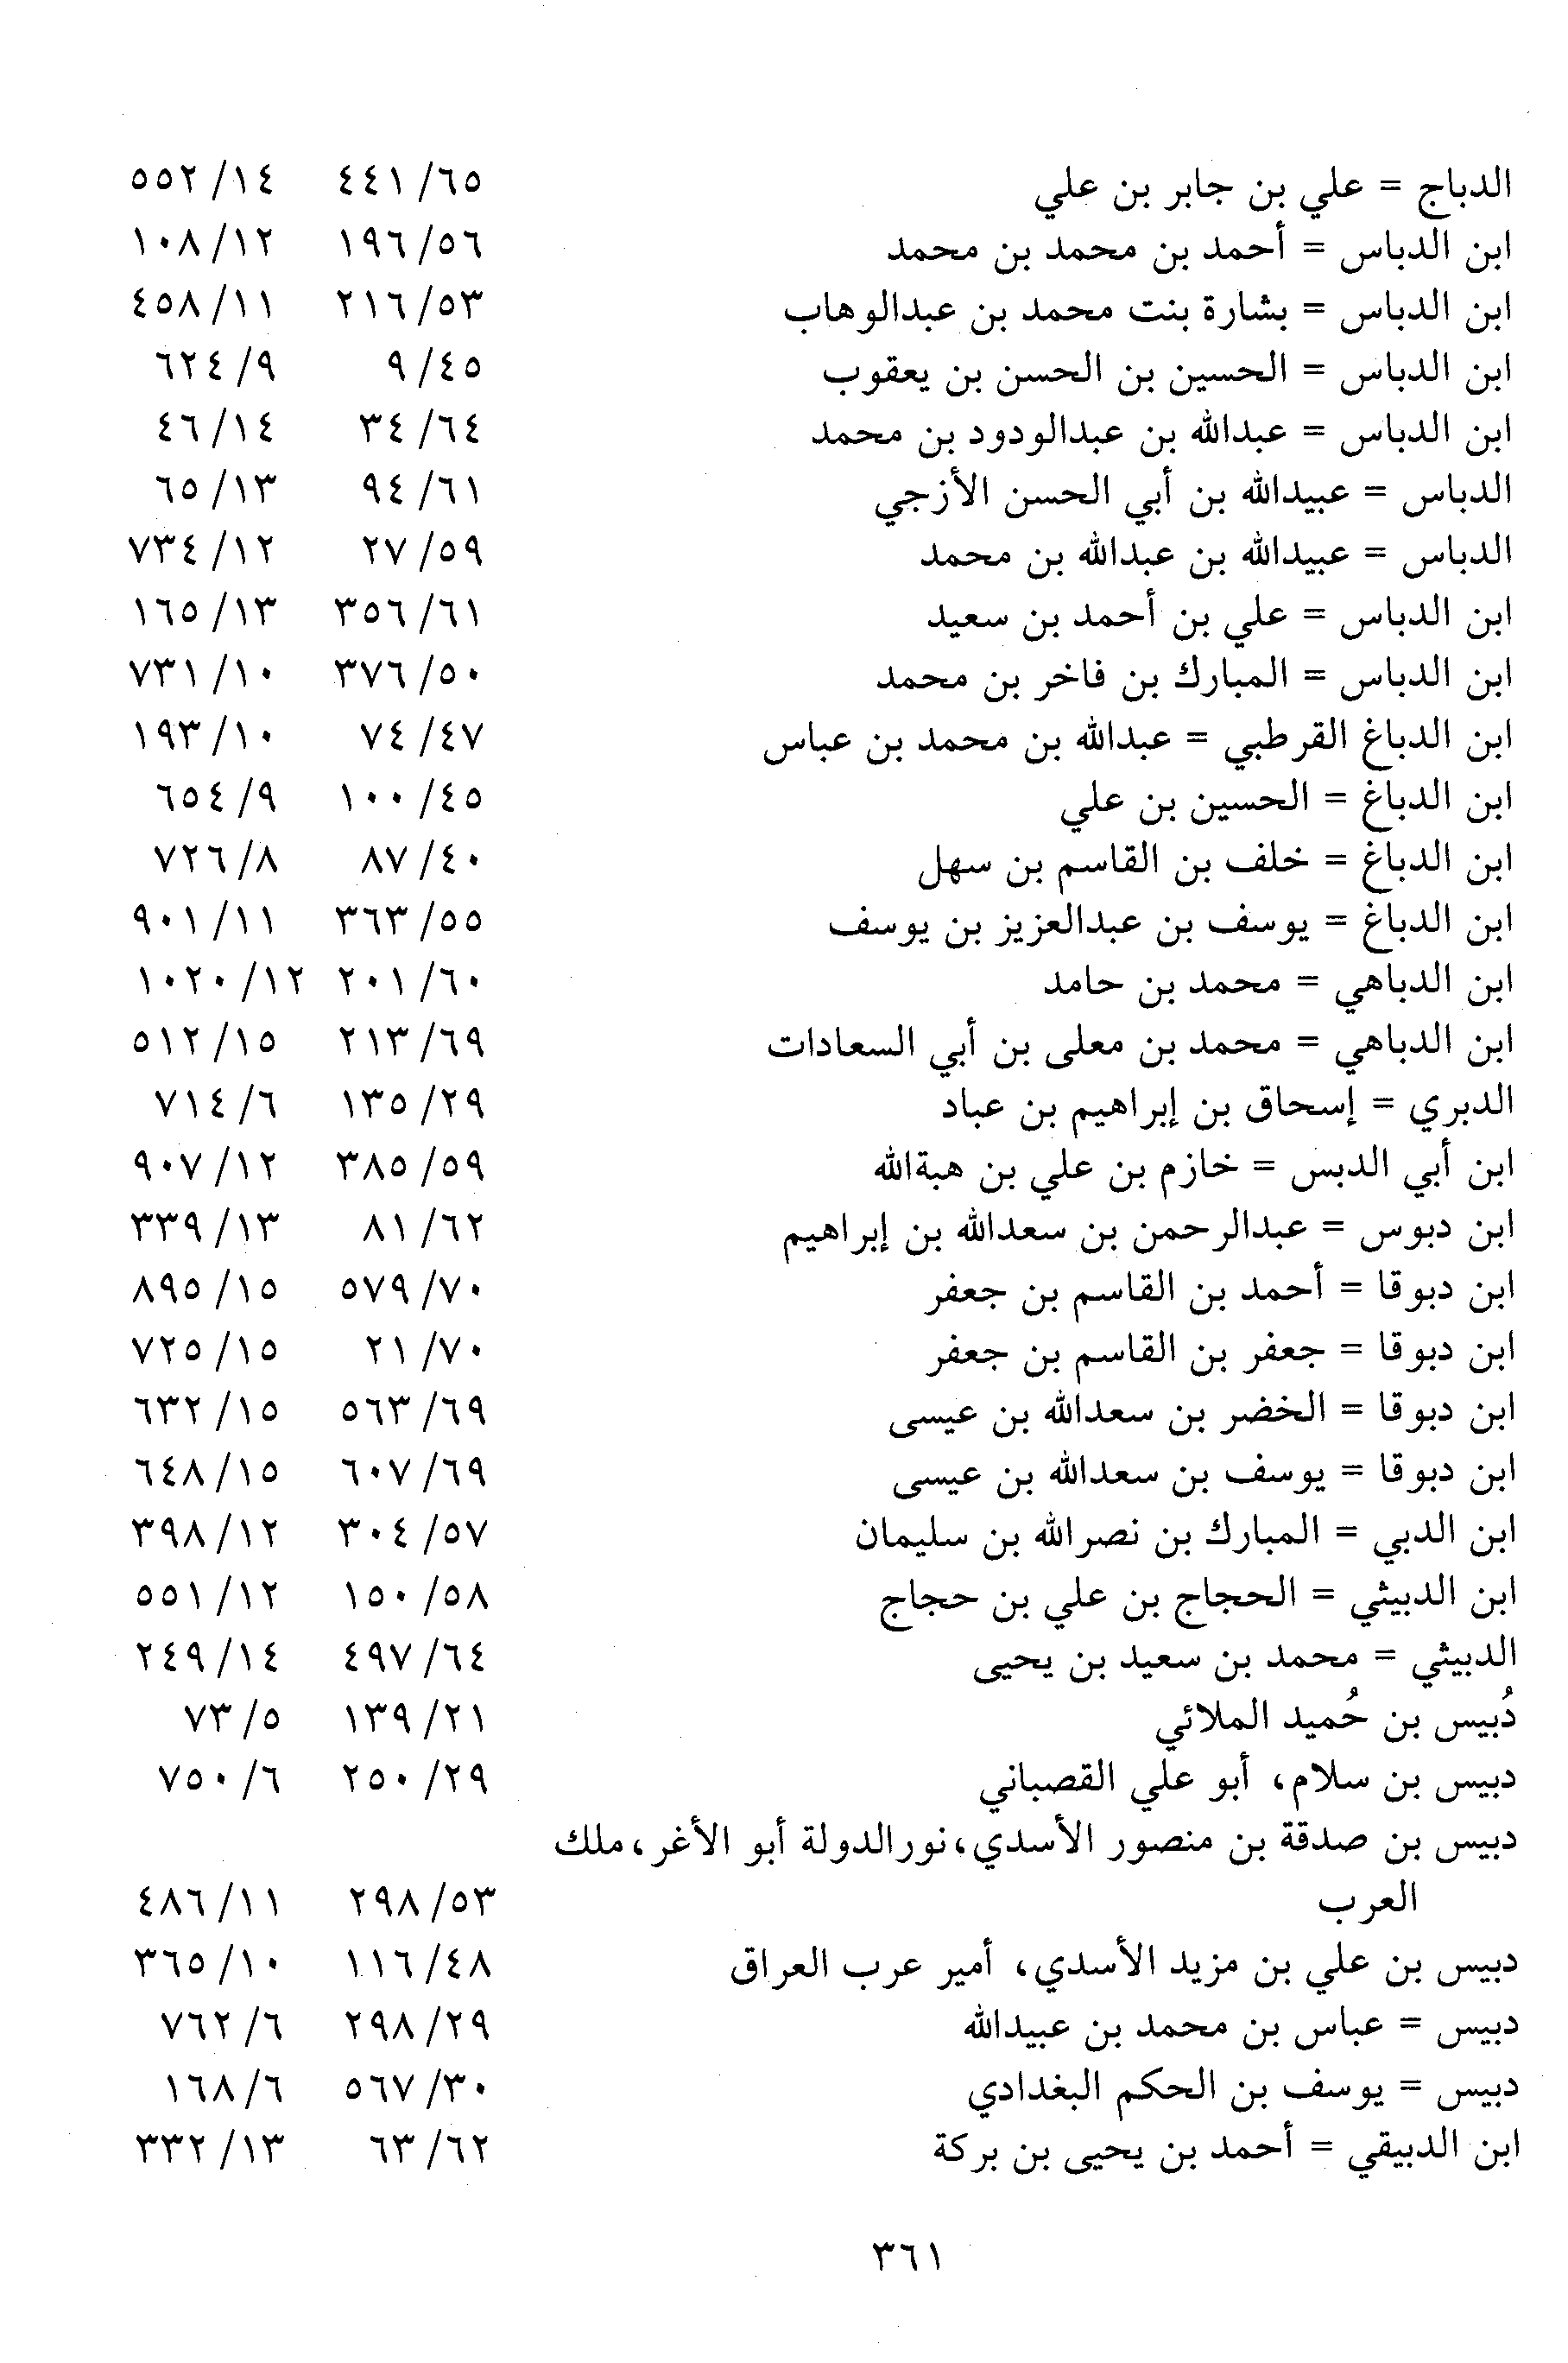 الدباج = علي بن جابر بن علي ٦٥/ ٤٤١ ١٤/ ٥٥٢
ابن الدباس = أحمد بن محمد بن محمد ٥٦/ ١٩٦ ١٢/ ١٠٨
ابن الدباس = بشارة بنت محمد بن عبدالوهاب ٥٣/ ٢١٦ ١١/ ٤٥٨
ابن الدباس = الحسين بن الحسن بن يعقوب ٤٥/ ٩ ٩/ ٦٢٤
ابن الدباس = عبدالله بن عبدالودود بن محمد ٦٤/ ٣٤ ١٤/ ٤٦
الدباس = عبيدالله بن أبي الحسن الأزجي ٦١/ ٩٤ ١٣/ ٦٥
الدباس = عبيدالله بن عبدالله بن محمد ٥٩/ ٢٧ ١٢/ ٧٣٤
ابن الدباس = علي بن أحمد بن سعيد ٦١/ ٣٥٦ ١٣/ ١٦٥
ابن الدباس = المبارك بن فاخر بن محمد ٥٠/ ٣٧٦ ١٠/ ٧٣١
ابن الدباغ القرطبي = عبدالله بن محمد بن عباس ٤٧/ ٧٤ ١٠/ ١٩٣
ابن الدباغ = الحسين بن علي ٤٥/ ١٠٠ ٩/ ٦٥٤
ابن الدباغ = خلف بن القاسم بن سهل ٤٠/ ٨٧ ٨/ ٧٢٦
ابن الدباغ = يوسف بن عبدالعزيز بن يوسف ٥٥/ ٣٦٣ ١١/ ٩٠١
ابن الدباهي = محمد بن حامد ٦٠/ ٢٠١ ١٢/ ١٠٢٠
ابن الدباهي = محمد بن معلى بن أبي السعادات ٦٩/ ٢١٣ ١٥/ ٥١٢
الدبري = إسحاق بن إبراهيم بن عباد ٢٩/ ١٣٥ ٦/ ٧١٤
ابن أبي الدبس = خازم بن علي بن هبةالله ٥٩/ ٣٨٥ ١٢/ ٩٠٧
ابن دبوس = عبدالرحمن بن سعدالله بن إبراهيم ٦٢/ ٨١ ١٣/ ٣٣٩
ابن دبوقا = أحمد بن القاسم بن جعفر ٧٠/ ٥٧٩ ١٥/ ٨٩٥
ابن دبوقا = جعفر بن القاسم بن جعفر ٧٠/ ٢١ ١٥/ ٧٢٥
ابن دبوقا = الخضر بن سعدالله بن عيسى ٦٩/ ٥٦٣ ١٥/ ٦٣٢
ابن دبوقا = يوسف بن سعدالله بن عيسى ٦٩/ ٦٠٧ ١٥/ ٦٤٨
ابن الدبي = المبارك بن نصرالله بن سليمان ٥٧/ ٣٠٤ ١٢/ ٣٩٨
ابن الدبيثي = الحجاج بن علي بن حجاج ٥٨/ ١٥٠ ١٢/ ٥٥١
الدبيثي = محمد بن سعيد بن يحيى ٦٤/ ٤٩٧ ١٤/ ٢٤٩
دُبيس بن حُميد الملائي ٢١/ ١٣٩ ٥/ ٧٣
دبيس بن سلام، أبو علي القصباني ٢٩/ ٢٥٠ ٦/ ٧٥٠
دبيس بن صدقة بن منصور الأسدي،نورالدولة أبو الأغر،ملك
العرب ٥٣/ ٢٩٨ ١١/ ٤٨٦
دبيس بن علي بن مزيد الأسدي، أمير عرب العراق ٤٨/ ١١٦ ١٠/ ٣٦٥
دبيس = عباس بن محمد بن عبيدالله ٢٩/ ٢٩٨ ٦/ ٧٦٢
دبيس = يوسف بن الحكم البغدادي ٣٠/ ٥٦٧ ٦/ ١٦٨
ابن الدبيقي = أحمد بن يحيى بن بركة ٦٢/ ٦٣ ١٣/ ٣٣٢
٣٦١